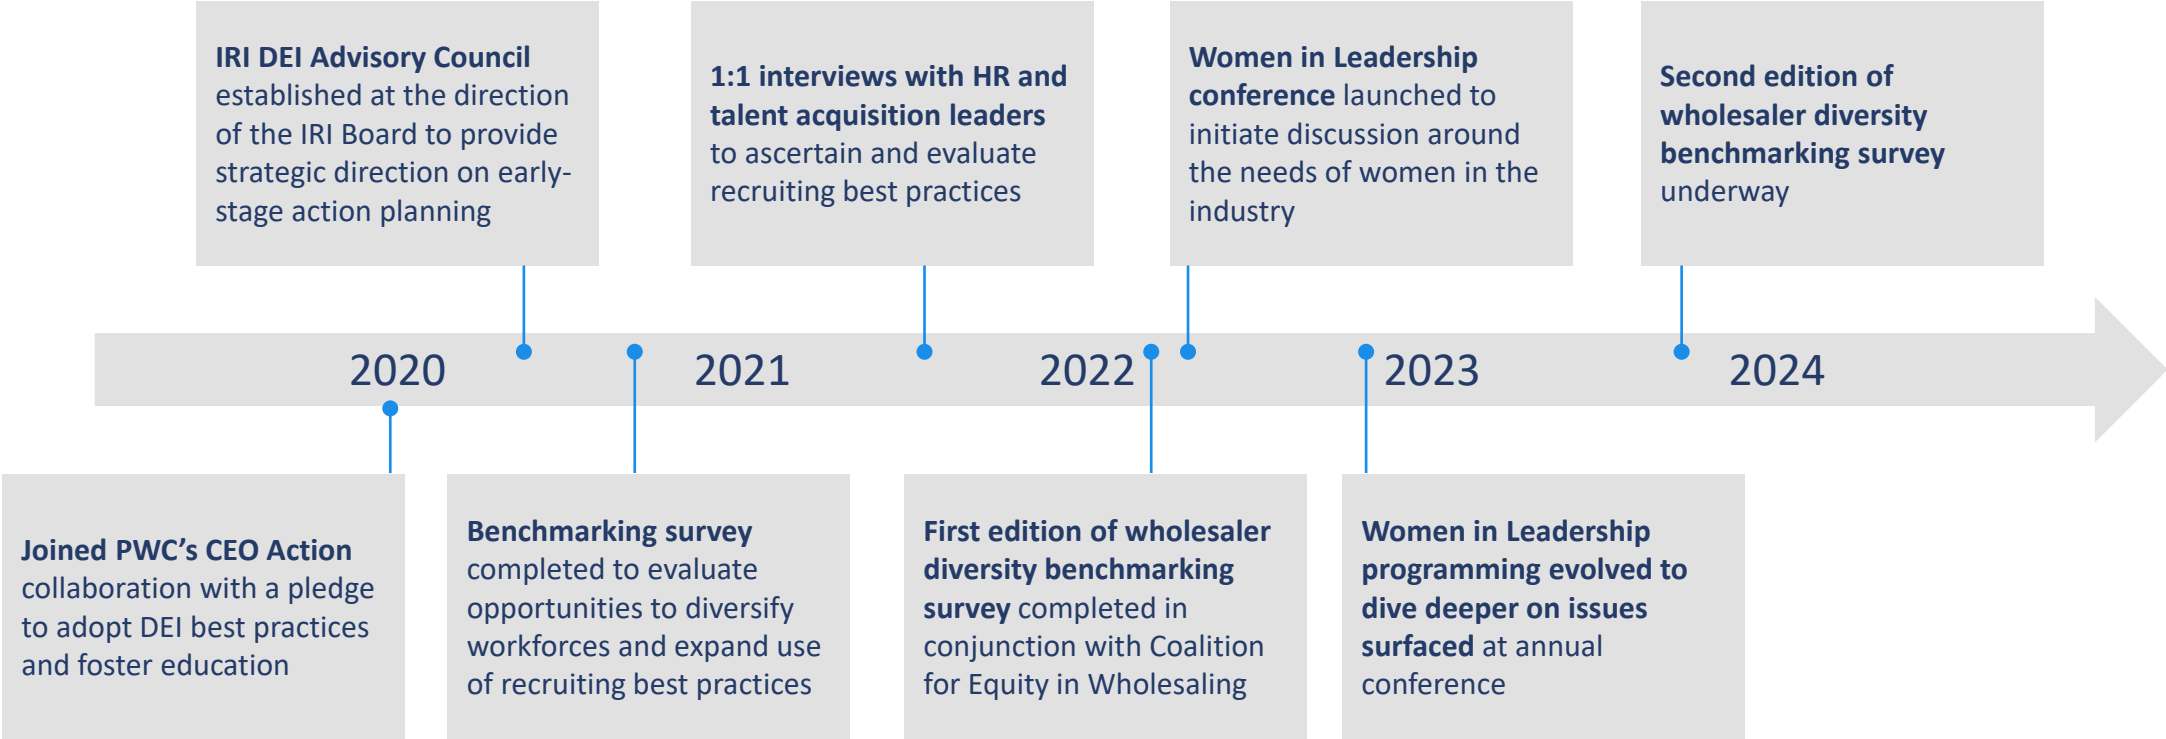 IRI DEI Advisory Council
established at the direction
of the IRI Board to provide
strategic direction on early-
stage action planning
1:1 interviews with HR and
talent acquisition leaders
to ascertain and evaluate
recruiting best practices
Women in Leadership
conference launched to
initiate discussion around
the needs of women in the
industry
Second edition of
wholesaler diversity
benchmarking survey
underway
2020
2021
2022
2023
2024
Joined PWC’s CEO Action
collaboration with a pledge
to adopt DEI best practices
and foster education
Benchmarking survey
completed to evaluate
opportunities to diversify
workforces and expand use
of recruiting best practices
First edition of wholesaler
diversity benchmarking
survey completed in
conjunction with Coalition
for Equity in Wholesaling
Women in Leadership
programming evolved to
dive deeper on issues
surfaced at annual
conference